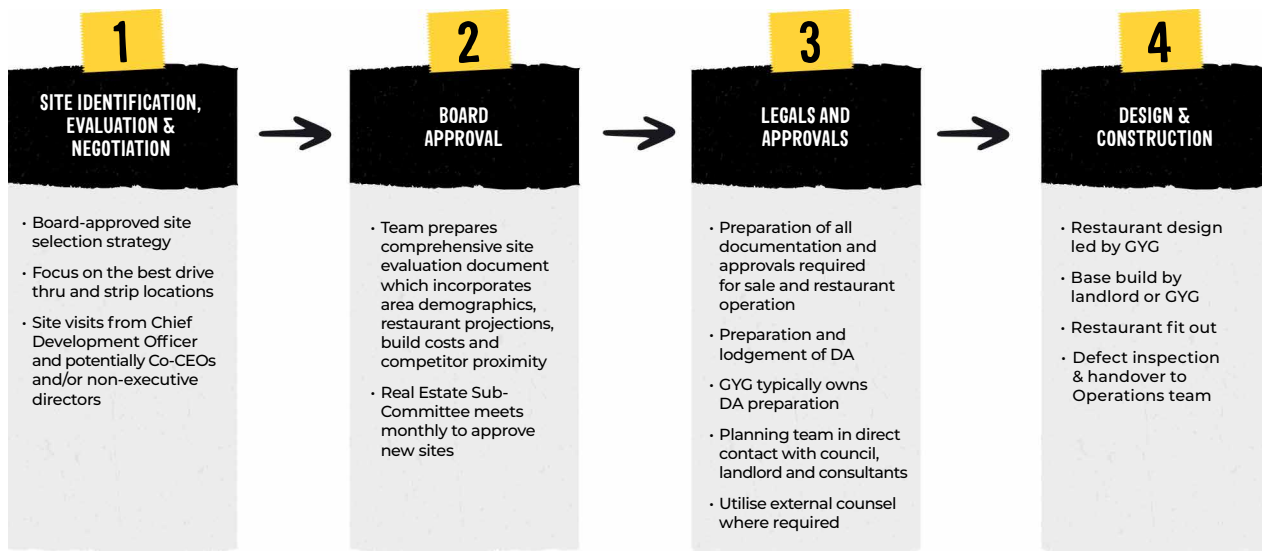 1
SITE IDENTIFICATION,
EVALUATION &
NEGOTIATION
• Board-approved site
selection strategy
• Focus on the best drive
thru and strip locations
• Site visits from Chief
Development Officer
and potentially Co-CEOs
and/or non-executive
directors
2
BOARD
APPROVAL
• Team prepares
comprehensive site
evaluation document
which incorporates
area demographics,
restaurant projections,
build costs and
competitor proximity
• Real Estate Sub-
Committee meets
monthly to approve
new sites
3
LEGALS AND
APPROVALS
• Preparation of all
documentation and
approvals required
for sale and restaurant
operation
• Preparation and
lodgement of DA
• GYG typically owns
DA preparation
• Planning team in direct
contact with council,
landlord and consultants
• Utilise external counsel
where required
4
DESIGN &
CONSTRUCTION
• Restaurant design
led by GYG
• Base build by
landlord or GYG
• Restaurant fit out
• Defect inspection
& handover to
Operations team